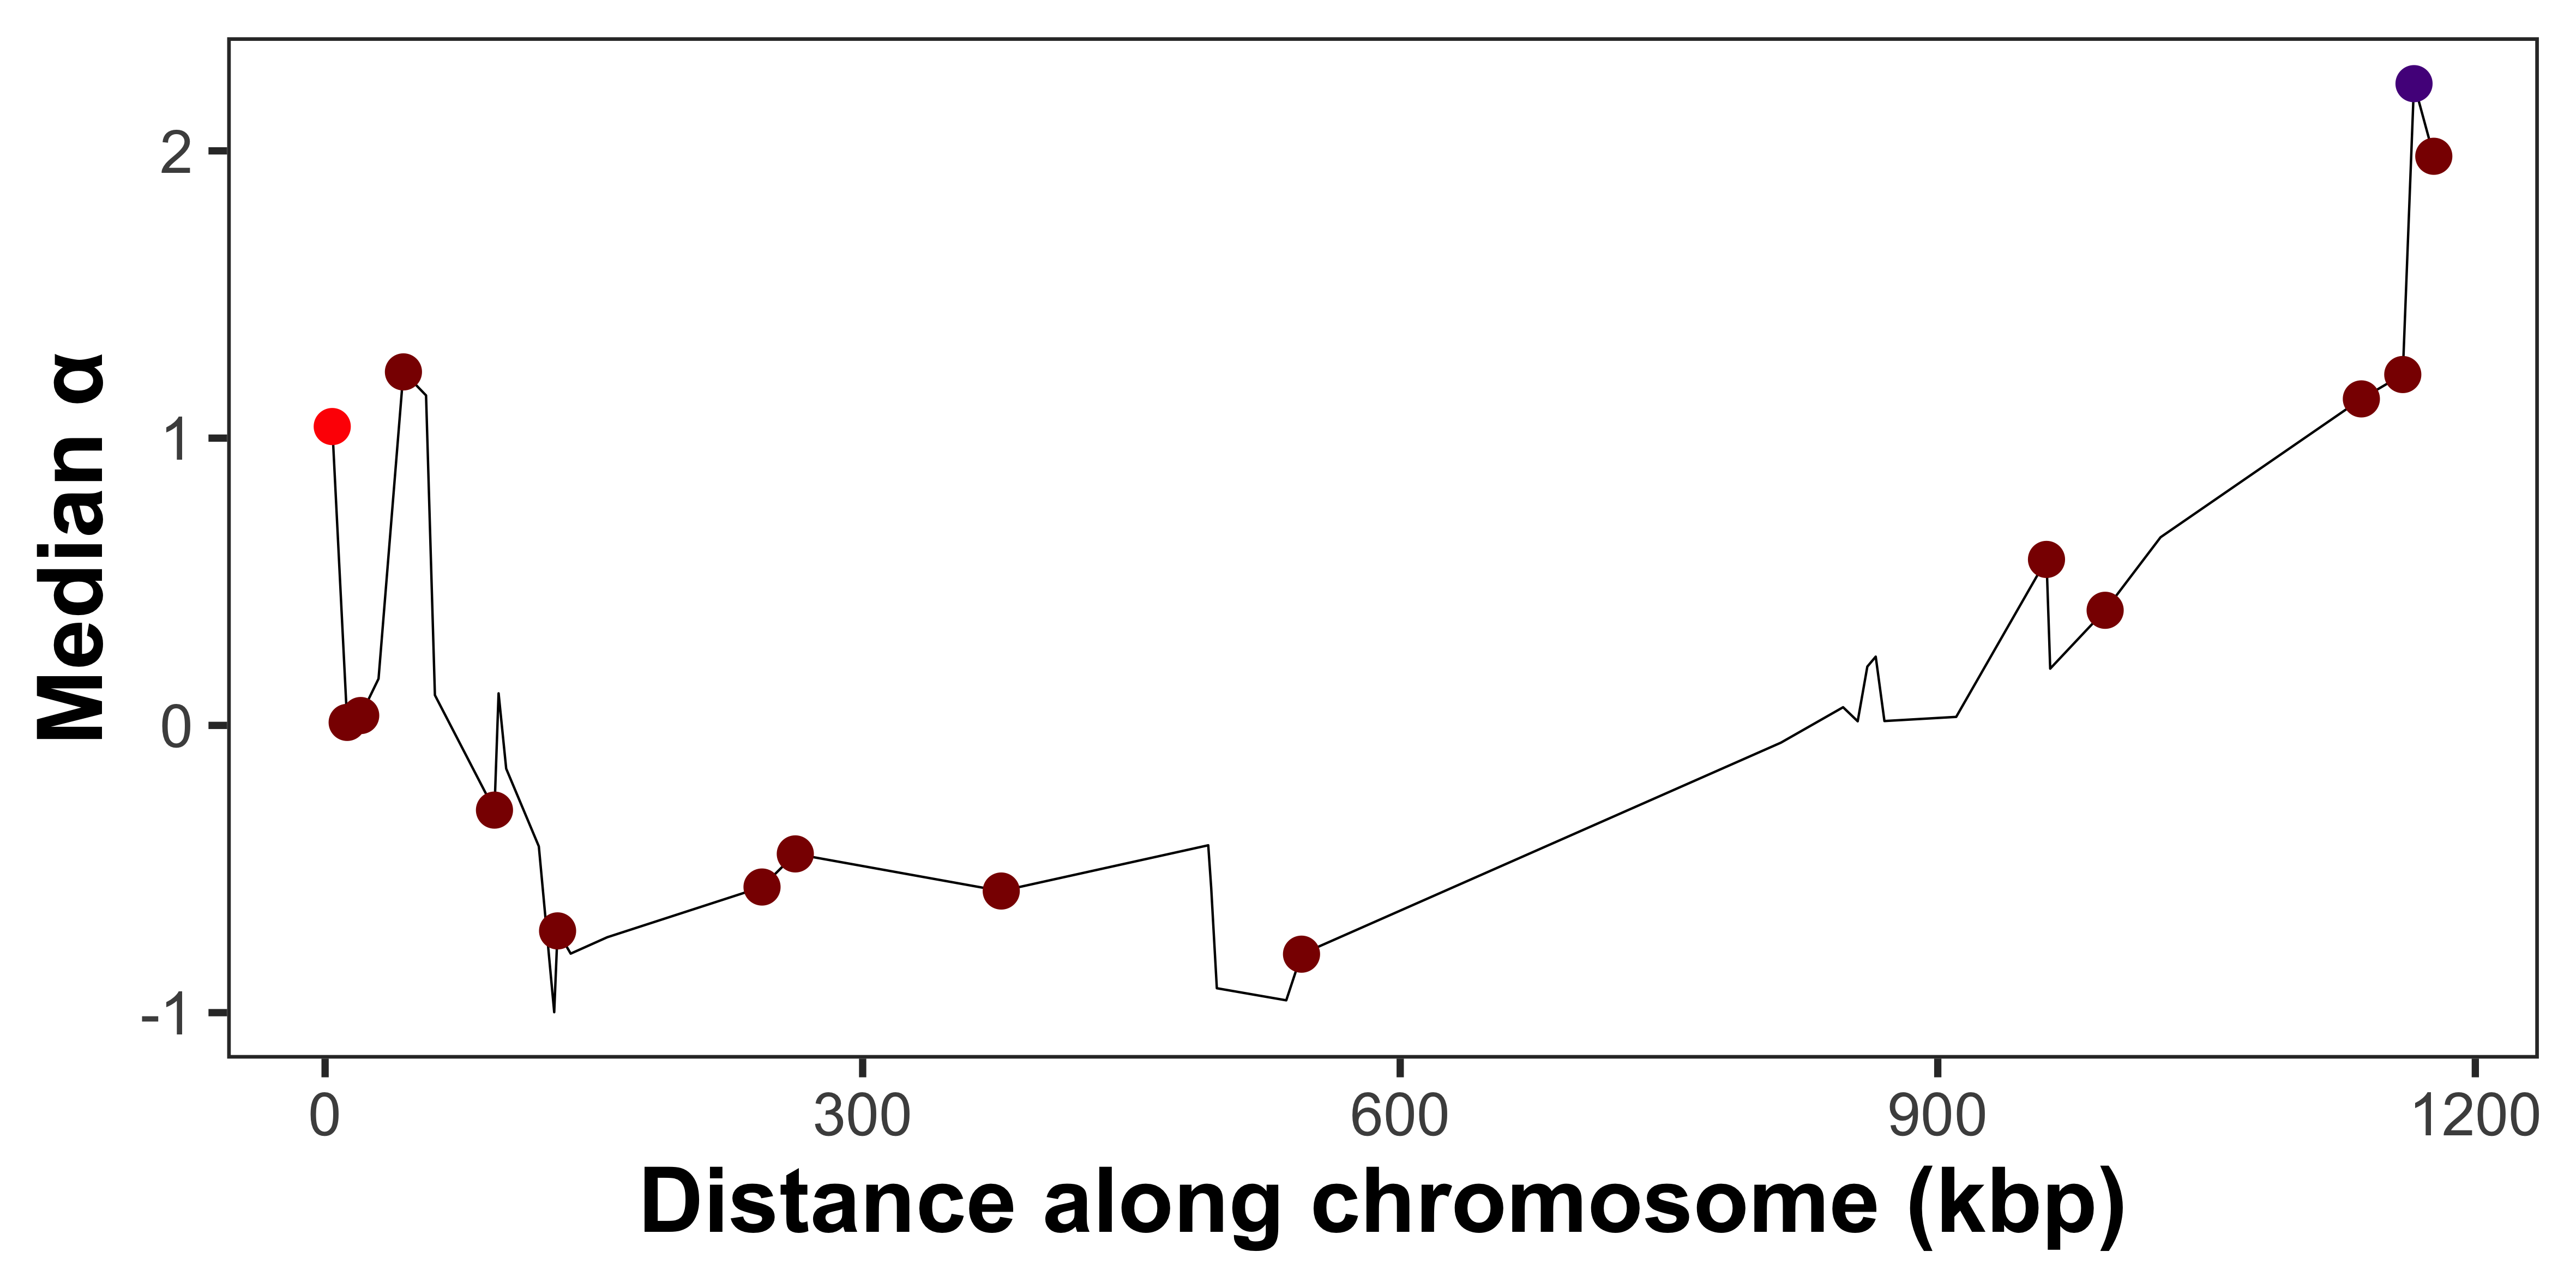 Median α
2
1
0
-1
0 300 600 900 1200
Distance along chromosome (kbp)